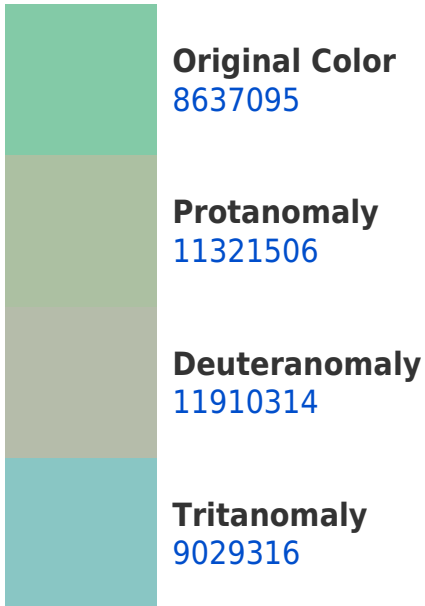 Original Color
8637095
Protanomaly
11321506
Deuteranomaly
11910314
Tritanomaly
9029316